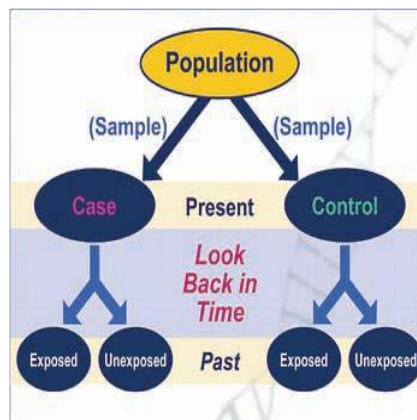 Population
(Sample) (Sample)
Case Present Control
Look
Back in
Time
Exposed Unexposed Past Exposed Unexposed